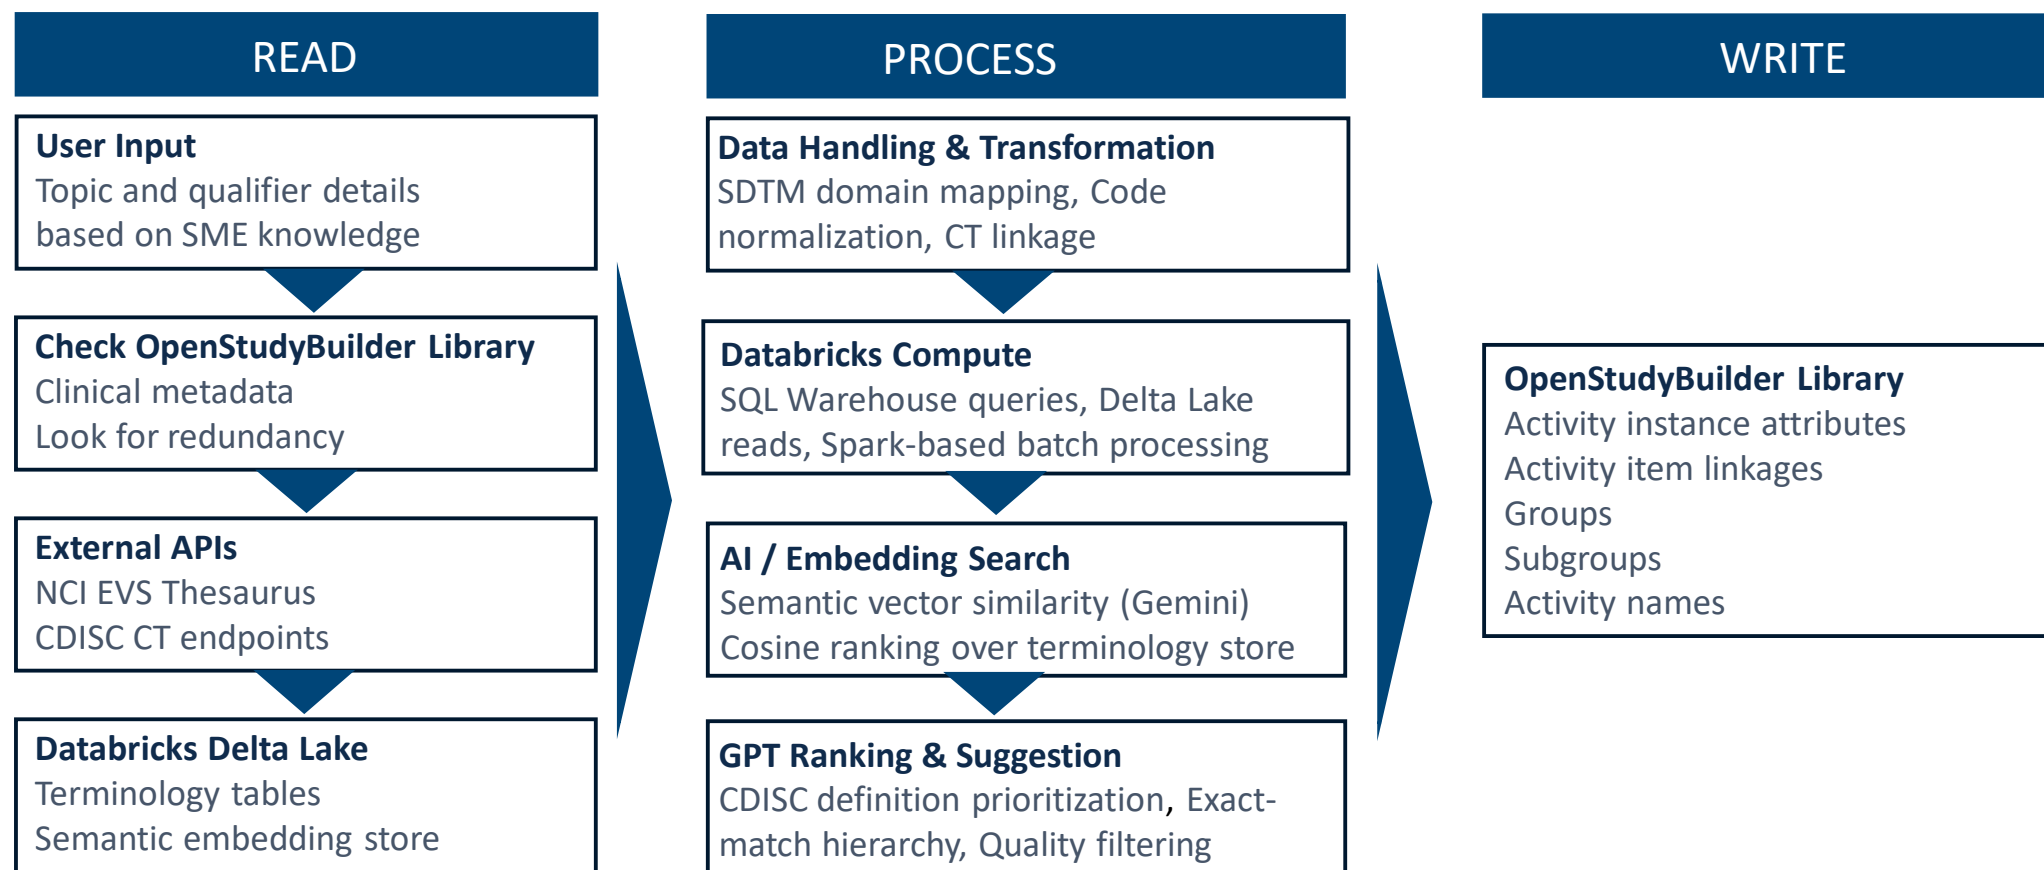 READ
User Input
Topic and qualifier details
based on SME knowledge
Check OpenStudyBuilder Library
Clinical metadata
Look for redundancy
External APIs
NCI EVS Thesaurus
CDISC CT endpoints
Databricks Delta Lake
Terminology tables
Semantic embedding store
PROCESS
Data Handling & Transformation
SDTM domain mapping, Code
normalization, CT linkage
Databricks Compute
SQL Warehouse queries, Delta Lake
reads, Spark-based batch processing
AI / Embedding Search
Semantic vector similarity (Gemini)
Cosine ranking over terminology store
GPT Ranking & Suggestion
CDISC definition prioritization, Exact-
match hierarchy, Quality filtering
WRITE
OpenStudyBuilder Library
Activity instance attributes
Activity item linkages
Groups
Subgroups
Activity names